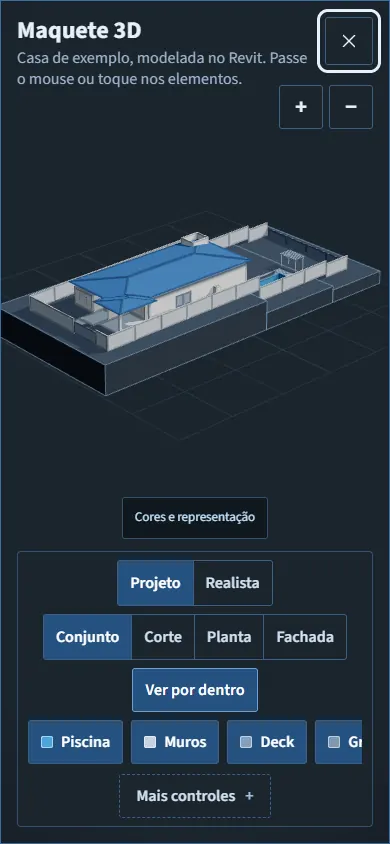 Maquete 3D
Casa de exemplo, modelada no Revit. Passe
o mouse ou toque nos elementos.
+ −
Cores e representação
Projeto Realista
Conjunto Corte Planta Fachada
Ver por dentro
Piscina Muros Deck
Mais controles +